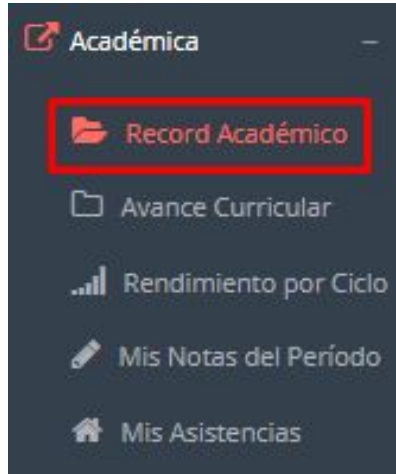 Académica
Record Académico
Avance Curricular
Rendimiento por Ciclo
Mis Notas del Período
Mis Asistencias